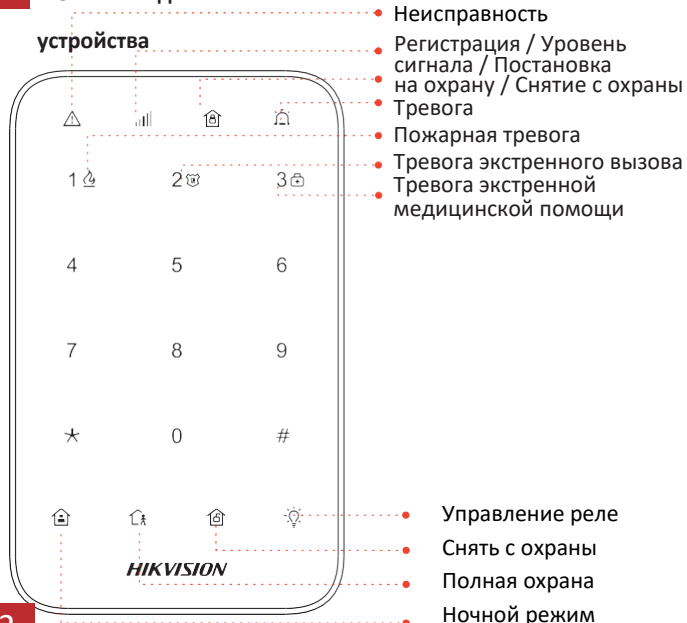 Неисправность
устройства
Регистрация / Уровень
сигнала / Постановка
на охрану / Снятие с охраны
Тревога
Пожарная тревога
Тревога экстренного вызова
Тревога экстренной
медицинской помощи
1 2 3
4 5 6
7 8 9
* 0 #
Управление реле
Снять с охраны
HIKVISION
Полная охрана
Ночной режим